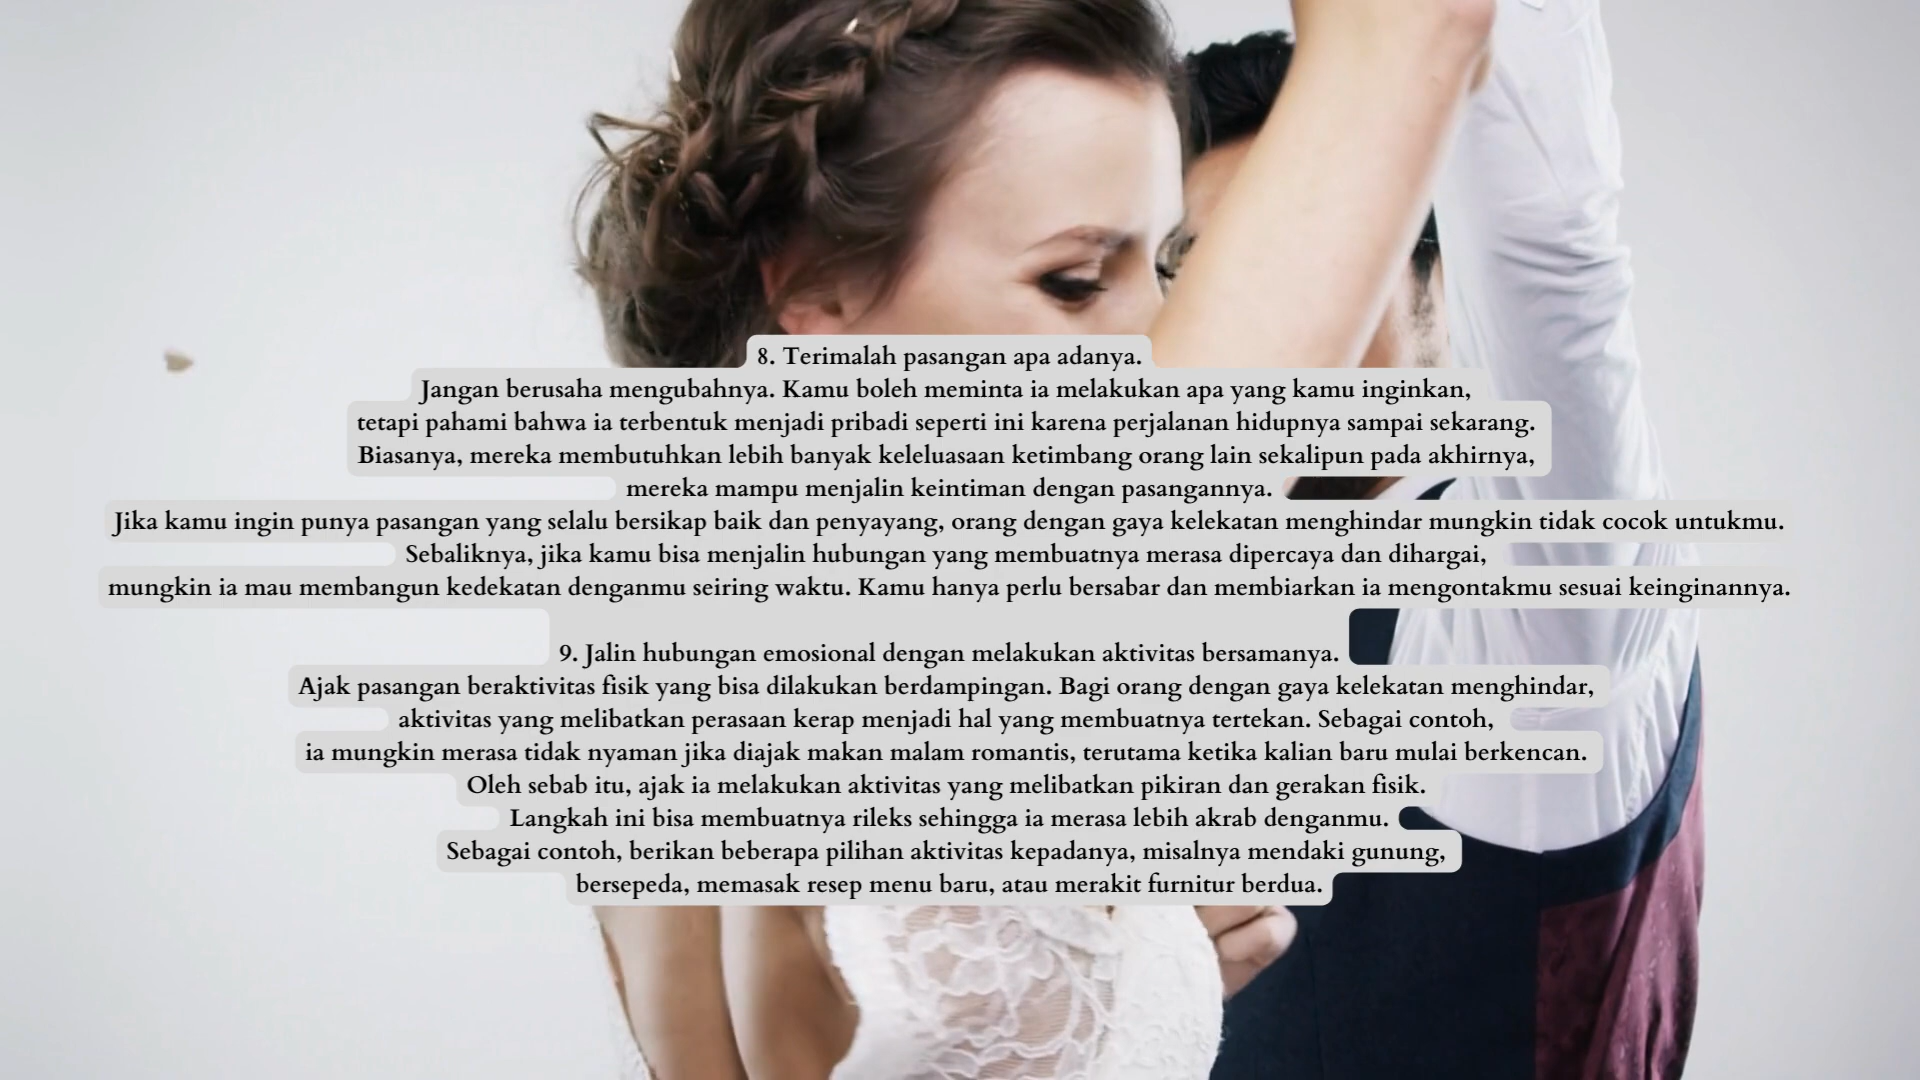 8. Terimalah pasangan apa adanya.
Jangan berusaha mengubahnya. Kamu boleh meminta ia melakukan apa yang kamu inginkan,
tetapi pahami bahwa ia terbentuk menjadi pribadi seperti ini karena perjalanan hidupnya sampai sekarang.
Biasanya, mereka membutuhkan lebih banyak keleluasaan ketimbang orang lain sekalipun pada akhirnya,
mereka mampu menjalin keintiman dengan pasangannya.
Jika kamu ingin punya pasangan yang selalu bersikap baik dan penyayang, orang dengan gaya kelekatan menghindar mungkin tidak cocok untukmu.
Sebaliknya, jika kamu bisa menjalin hubungan yang membuatnya merasa dipercaya dan dihargai,
mungkin ia mau membangun kedekatan denganmu seiring waktu. Kamu hanya perlu bersabar dan membiarkan ia mengontakmu sesuai keinginannya.
9. Jalin hubungan emosional dengan melakukan aktivitas bersamanya.
Ajak pasangan beraktivitas fisik yang bisa dilakukan berdampingan. Bagi orang dengan gaya kelekatan menghindar,
aktivitas yang melibatkan perasaan kerap menjadi hal yang membuatnya tertekan. Sebagai contoh,
ia mungkin merasa tidak nyaman jika diajak makan malam romantis, terutama ketika kalian baru mulai berkencan.
Oleh sebab itu, ajak ia melakukan aktivitas yang melibatkan pikiran dan gerakan fisik.
Langkah ini bisa membuatnya rileks sehingga ia merasa lebih akrab denganmu.
Sebagai contoh, berikan beberapa pilihan aktivitas kepadanya, misalnya mendaki gunung,
bersepeda, memasak resep menu baru, atau merakit furnitur berdua.